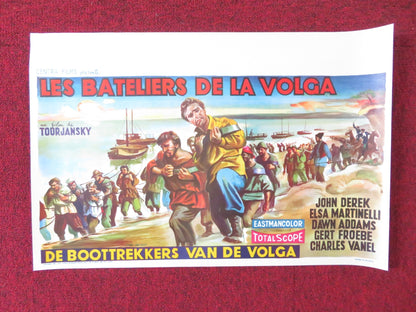 LES BATELIERS DE LA VOLGA
un film de
TOURJANSKY
JOHN DEREK
ELSA MARTINELLI
DAWN ADDAMS
GERT FROEBE
CHARLES VANEL
EASTMANCOLOR
TOTALSCOPE
DE BOOTTREKKERS VAN DE VOLGA